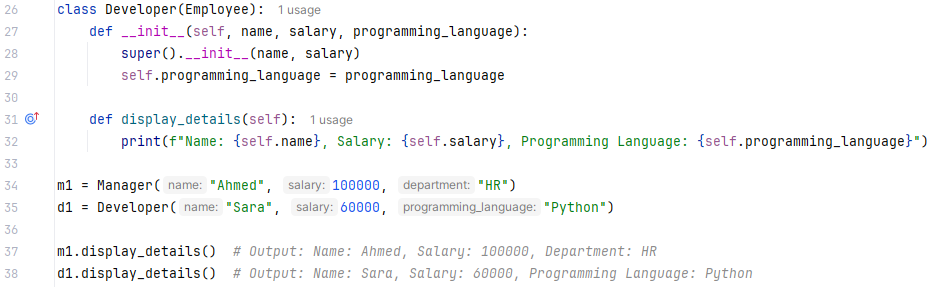 26 class Developer(Employee): 1 usage
27     def __init__(self, name, salary, programming_language):
28         super().__init__(name, salary)
29         self.programming_language = programming_language
30
31     def display_details(self): 1 usage
32         print(f"Name: {self.name}, Salary: {self.salary}, Programming Language: {self.programming_language}")
33
34 m1 = Manager( name: "Ahmed", salary: 100000, department: "HR")
35 d1 = Developer( name: "Sara", salary: 60000, programming_language: "Python")
36
37 m1.display_details()  # Output: Name: Ahmed, Salary: 100000, Department: HR
38 d1.display_details()  # Output: Name: Sara, Salary: 60000, Programming Language: Python